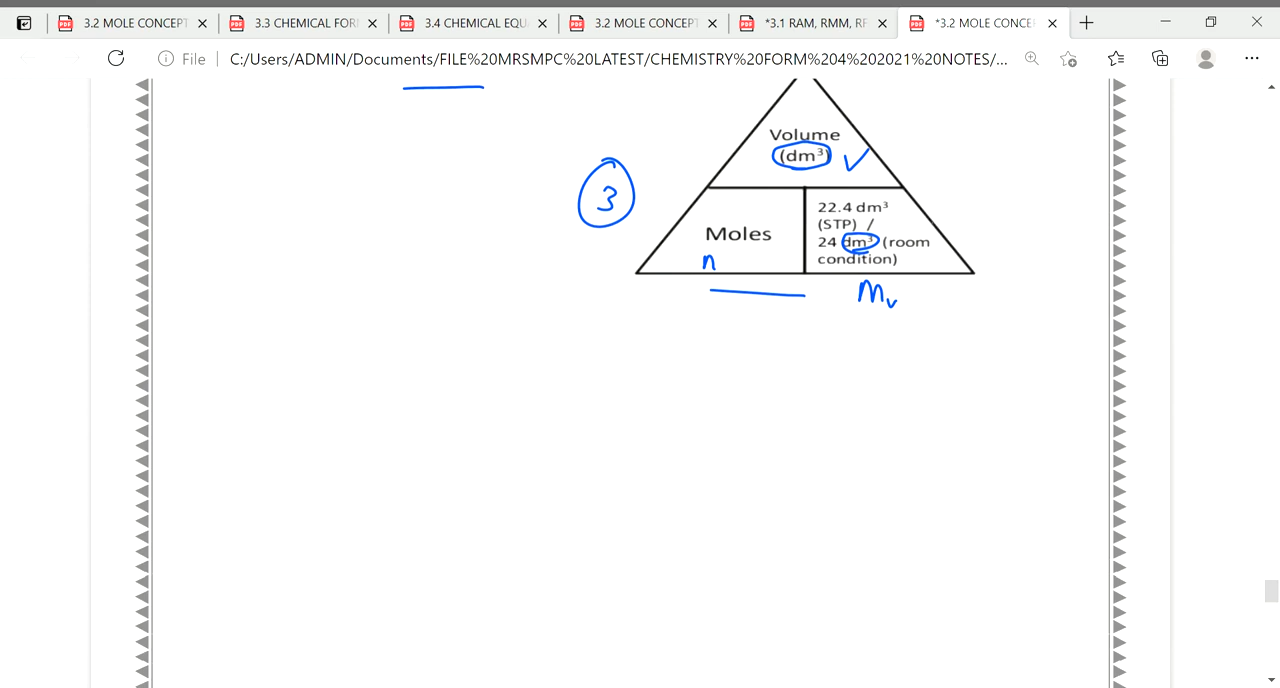 3.2 MOLE CONCEPT
3.3 CHEMICAL FOR
3.4 CHEMICAL EQU
3.2 MOLE CONCEPT
*3.1 RAM, RMM, RF
*3.2 MOLE CONCE
File
C:/Users/ADMIN/Documents/FILE%20MRSMPC%20LATEST/CHEMISTRY%20FORM%204%202021%20NOTES/...
Volume
(dm³)
3
22.4 dm³
(STP) /
24 dm³ (room
condition)
Moles
n
Mv